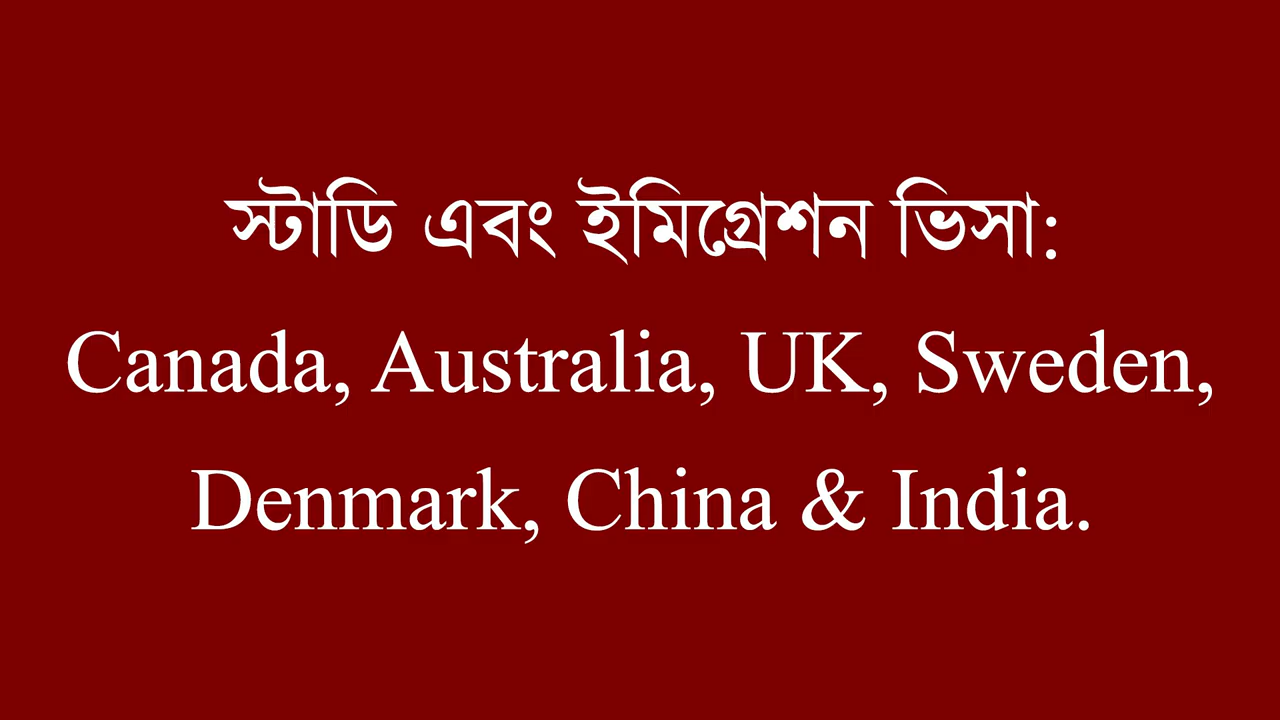 স্টাডি এবং ইমিগ্রেশন ভিসা:
Canada, Australia, UK, Sweden,
Denmark, China & India.